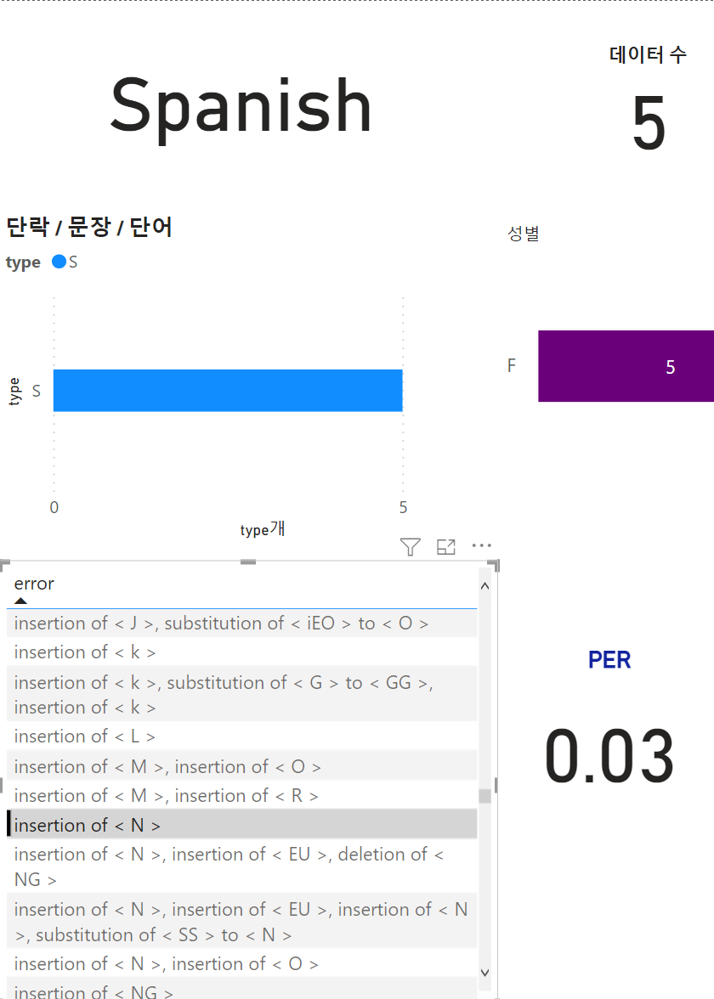 Spanish
데이터 수
5
단락 / 문장 / 단어
type S
type
S
0
5
type개
성별
F
5
error
insertion of < J >, substitution of < iEO > to < O >
insertion of < k >
insertion of < k >, substitution of < G > to < GG >,
insertion of < k >
insertion of < L >
insertion of < M >, insertion of < O >
insertion of < M >, insertion of < R >
insertion of < N >
insertion of < N >, insertion of < EU >, deletion of <
NG >
insertion of < N >, insertion of < EU >, insertion of < N
>, substitution of < SS > to < N >
insertion of < N >, insertion of < O >
insertion of < NG >
PER
0.03